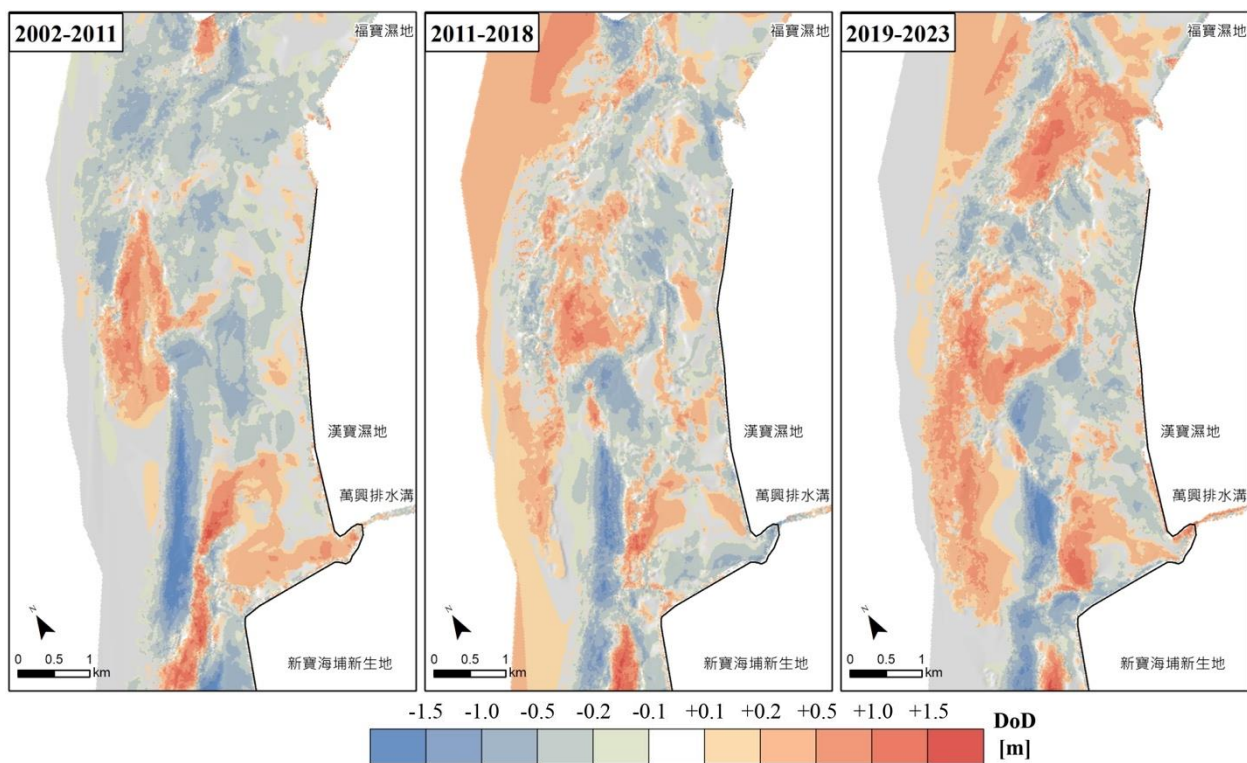 2002-2011
福寶濕地
漢寶濕地
萬興排水溝
新寶海埔新生地
N
0 0.5 1
km
2011-2018
福寶濕地
漢寶濕地
萬興排水溝
新寶海埔新生地
N
0 0.5 1
km
2019-2023
福寶濕地
漢寶濕地
萬興排水溝
新寶海埔新生地
N
0 0.5 1
km
-1.5 -1.0 -0.5 -0.2 -0.1 +0.1 +0.2 +0.5 +1.0 +1.5 DoD
[m]